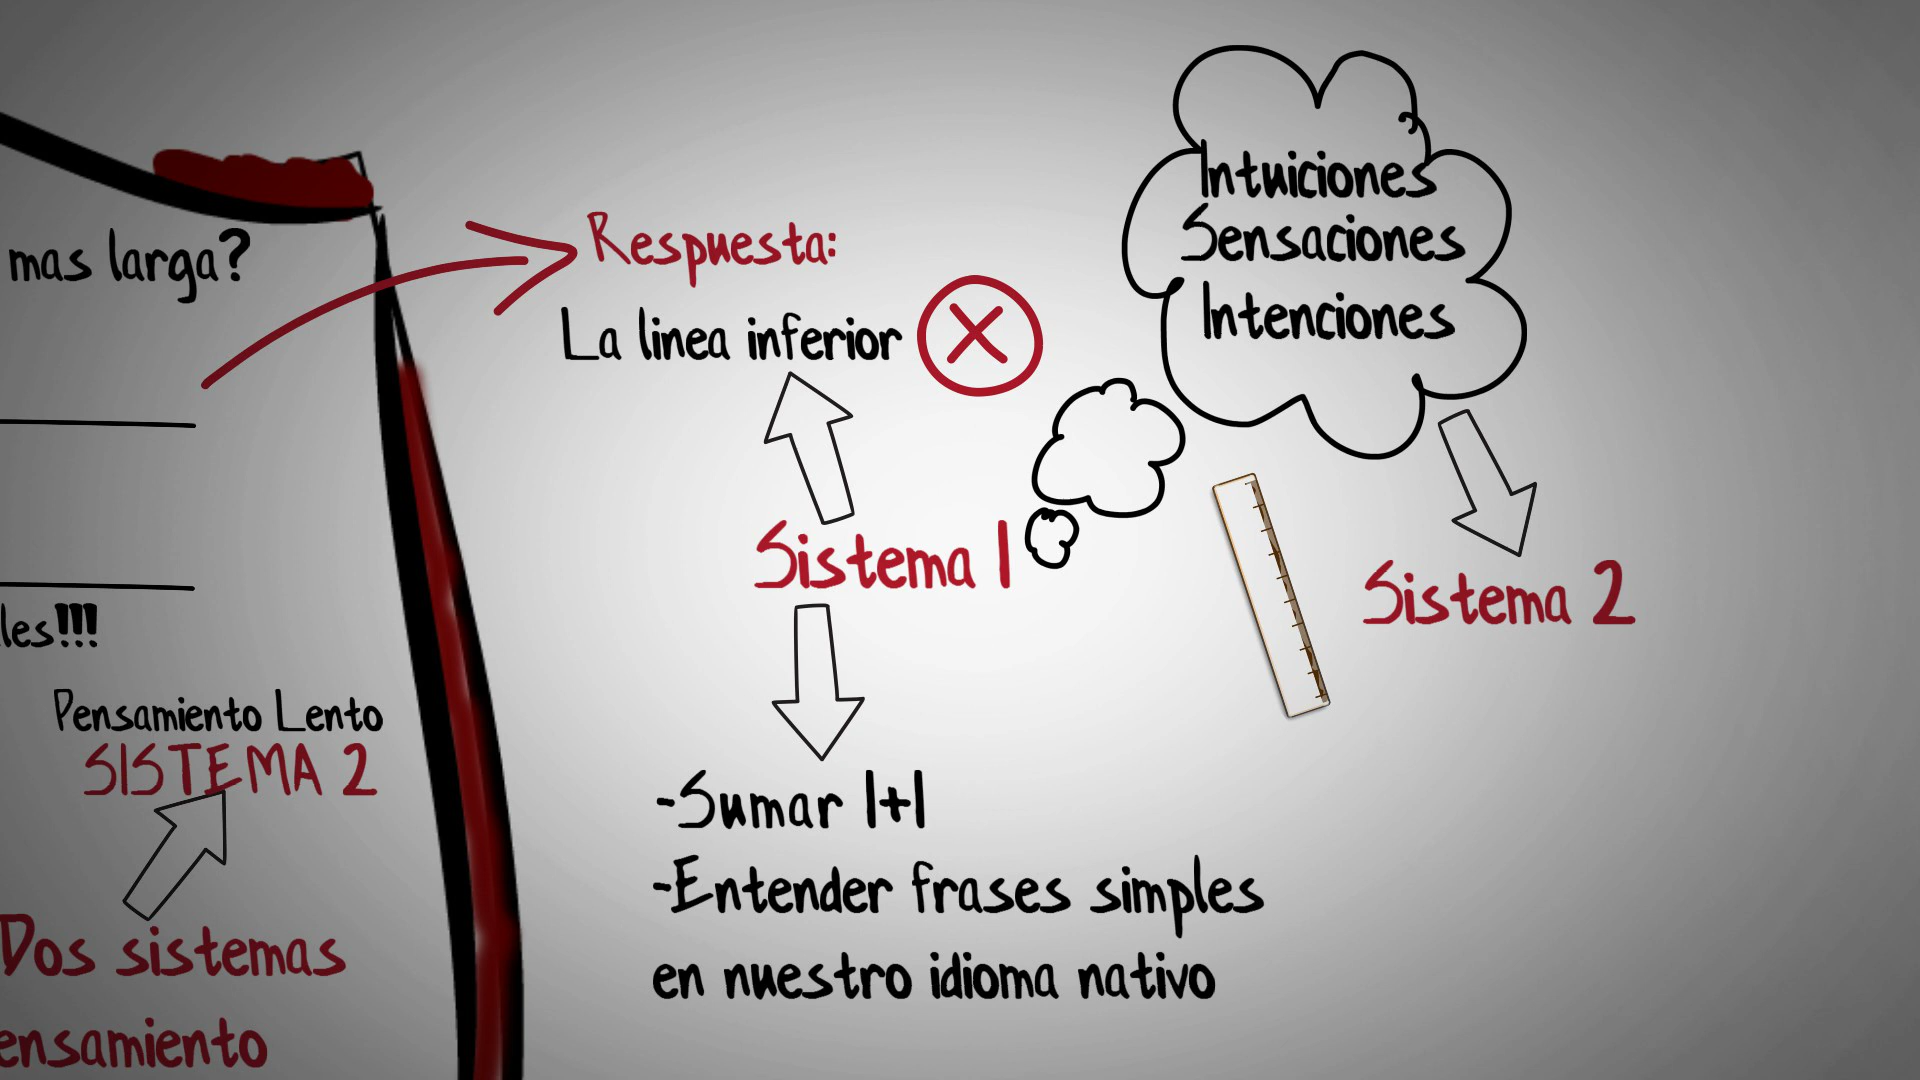 mas larga?
les!!!
Pensamiento Lento
SISTEMA 2
Dos sistemas
ensamiento
Respuesta:
La linea inferior
Sistema 1
-Sumar 1+1
-Entender frases simples
en nuestro idioma nativo
Intuiciones
Sensaciones
Intenciones
Sistema 2